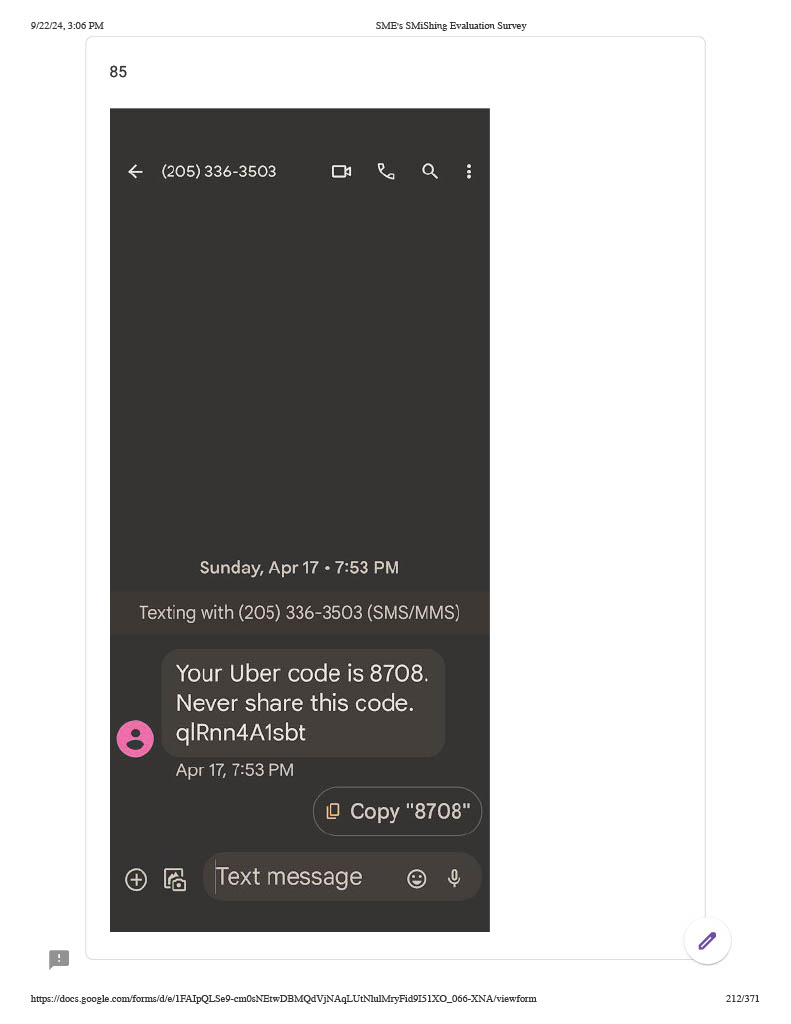 9/22/24, 3:06 PM
SME's SMiShing Evaluation Survey
85
(205) 336-3503
Sunday, Apr 17 • 7:53 PM
Texting with (205) 336-3503 (SMS/MMS)
Your Uber code is 8708.
Never share this code.
qlRnn4A1sbt
Apr 17, 7:53 PM
Copy "8708"
Text message
https://docs.google.com/forms/d/e/1FAIpQLSe9-cm0sNEtwDBMQdVjNAqLUtNlulMryFid9I51XO_066-XNA/viewform
212/371